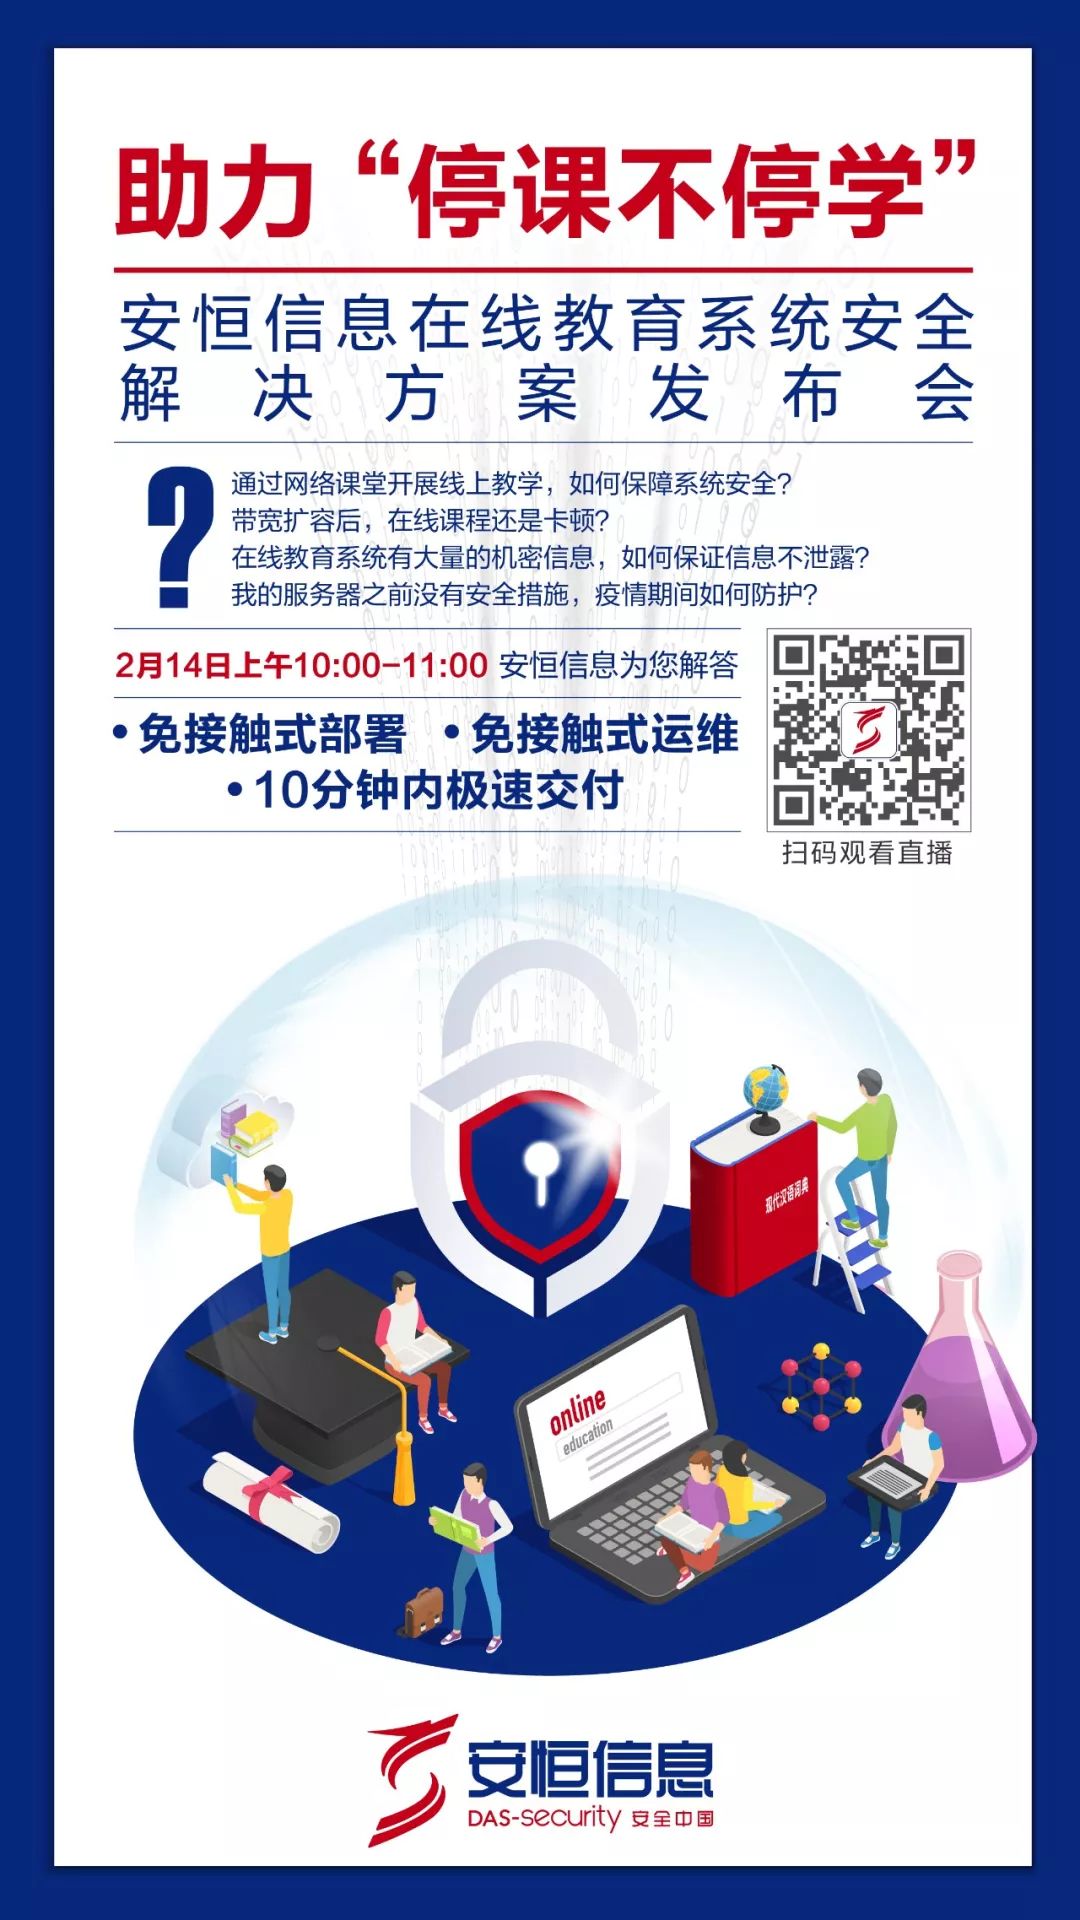 助力“停课不停学”
安恒信息在线教育系统安全
解决方案发布会
?
通过网络课堂开展线上教学，如何保障系统安全?
带宽扩容后，在线课程还是卡顿?
在线教育系统有大量的机密信息，如何保证信息不泄露?
我的服务器之前没有安全措施，疫情期间如何防护?
2月14日上午10:00-11:00 安恒信息为您解答
•免接触式部署 •免接触式运维
•10分钟内极速交付
扫码观看直播
现代汉语词典
online
education
安恒信息
DAS-security 安全中国